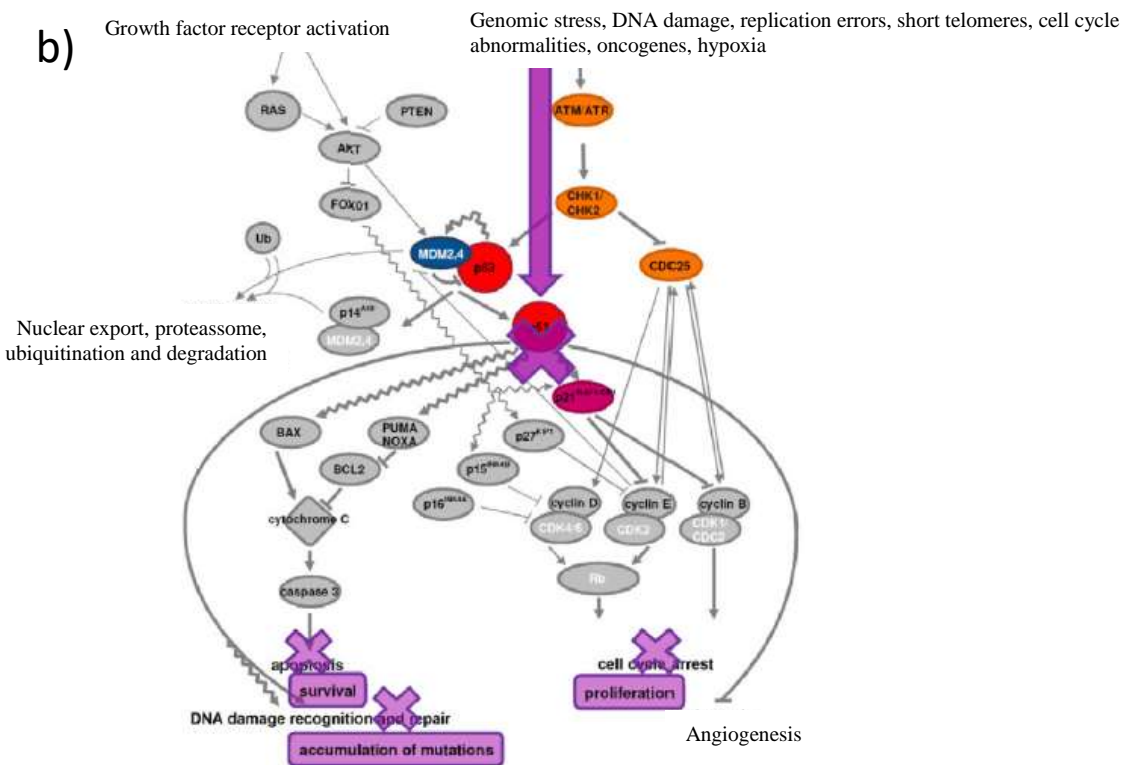 b)
Growth factor receptor activation
Genomic stress, DNA damage, replication errors, short telomeres, cell cycle
abnormalities, oncogenes, hypoxia
RAS
PTEN
ATM/ATR
AKT
FOX01
CHK1/
CHK2
Ub
MDM2,4
CDC25
p14
MDM2,4
Nuclear export, proteassome,
ubiquitination and degradation
p21
BAX
PUMA
NOXA
p27
BCL2
p15
p16
cytochrome C
cyclin D
cyclin E
cyclin B
CDK4/6
CDK2
CDK1/
CDC2
Rb
caspase 3
apoptosis
survival
cell cycle arrest
proliferation
DNA damage recognition and repair
accumulation of mutations
Angiogenesis